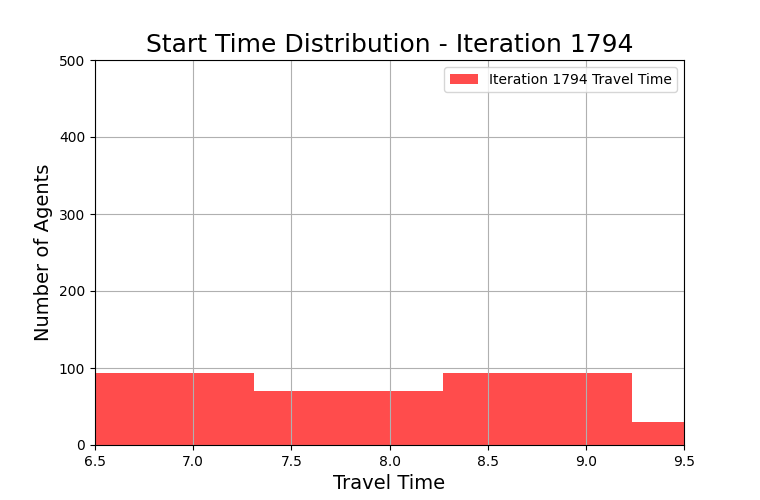 Start Time Distribution - Iteration 1794
500
Iteration 1794 Travel Time
400
300
200
100
0
Number of Agents
6.5 7.0 7.5 8.0 8.5 9.0 9.5
Travel Time